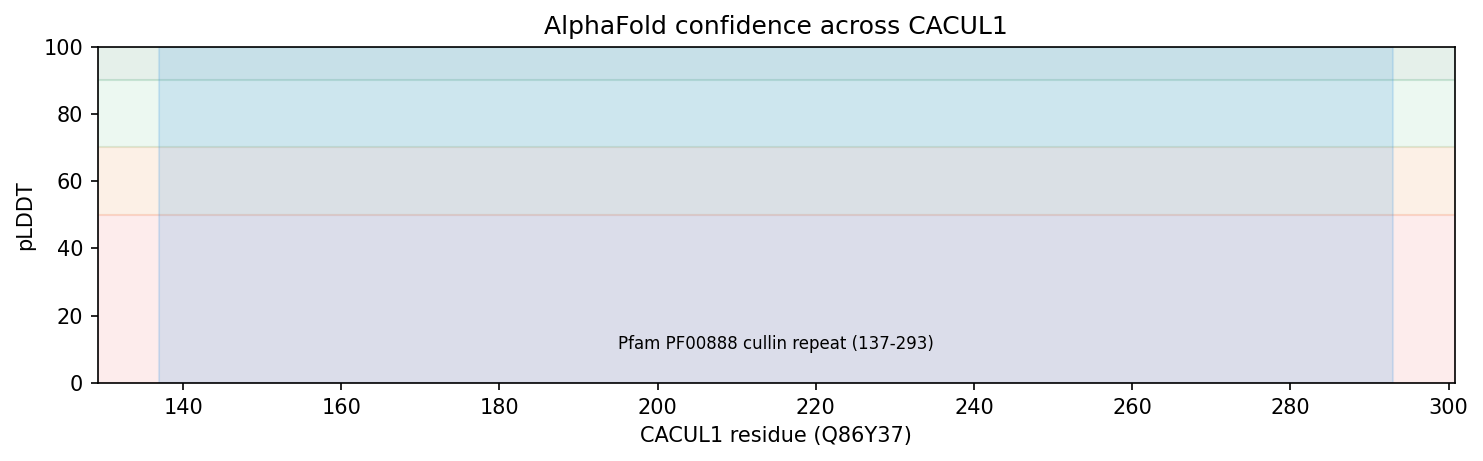 AlphaFold confidence across CACUL1
100
80
60
40
20
0
pLDDT
Pfam PF00888 cullin repeat (137-293)
140 160 180 200 220 240 260 280 300
CACUL1 residue (Q86Y37)